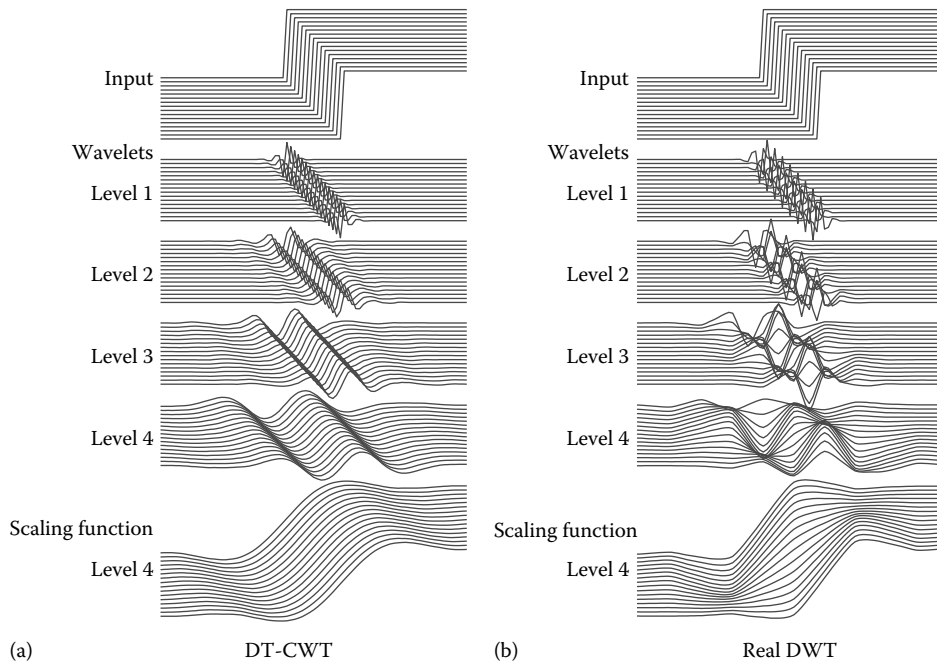 Input
Wavelets
Level 1
Level 2
Level 3
Level 4
Scaling function
Level 4
(a)
DT-CWT
Input
Wavelets
Level 1
Level 2
Level 3
Level 4
Scaling function
Level 4
(b)
Real DWT